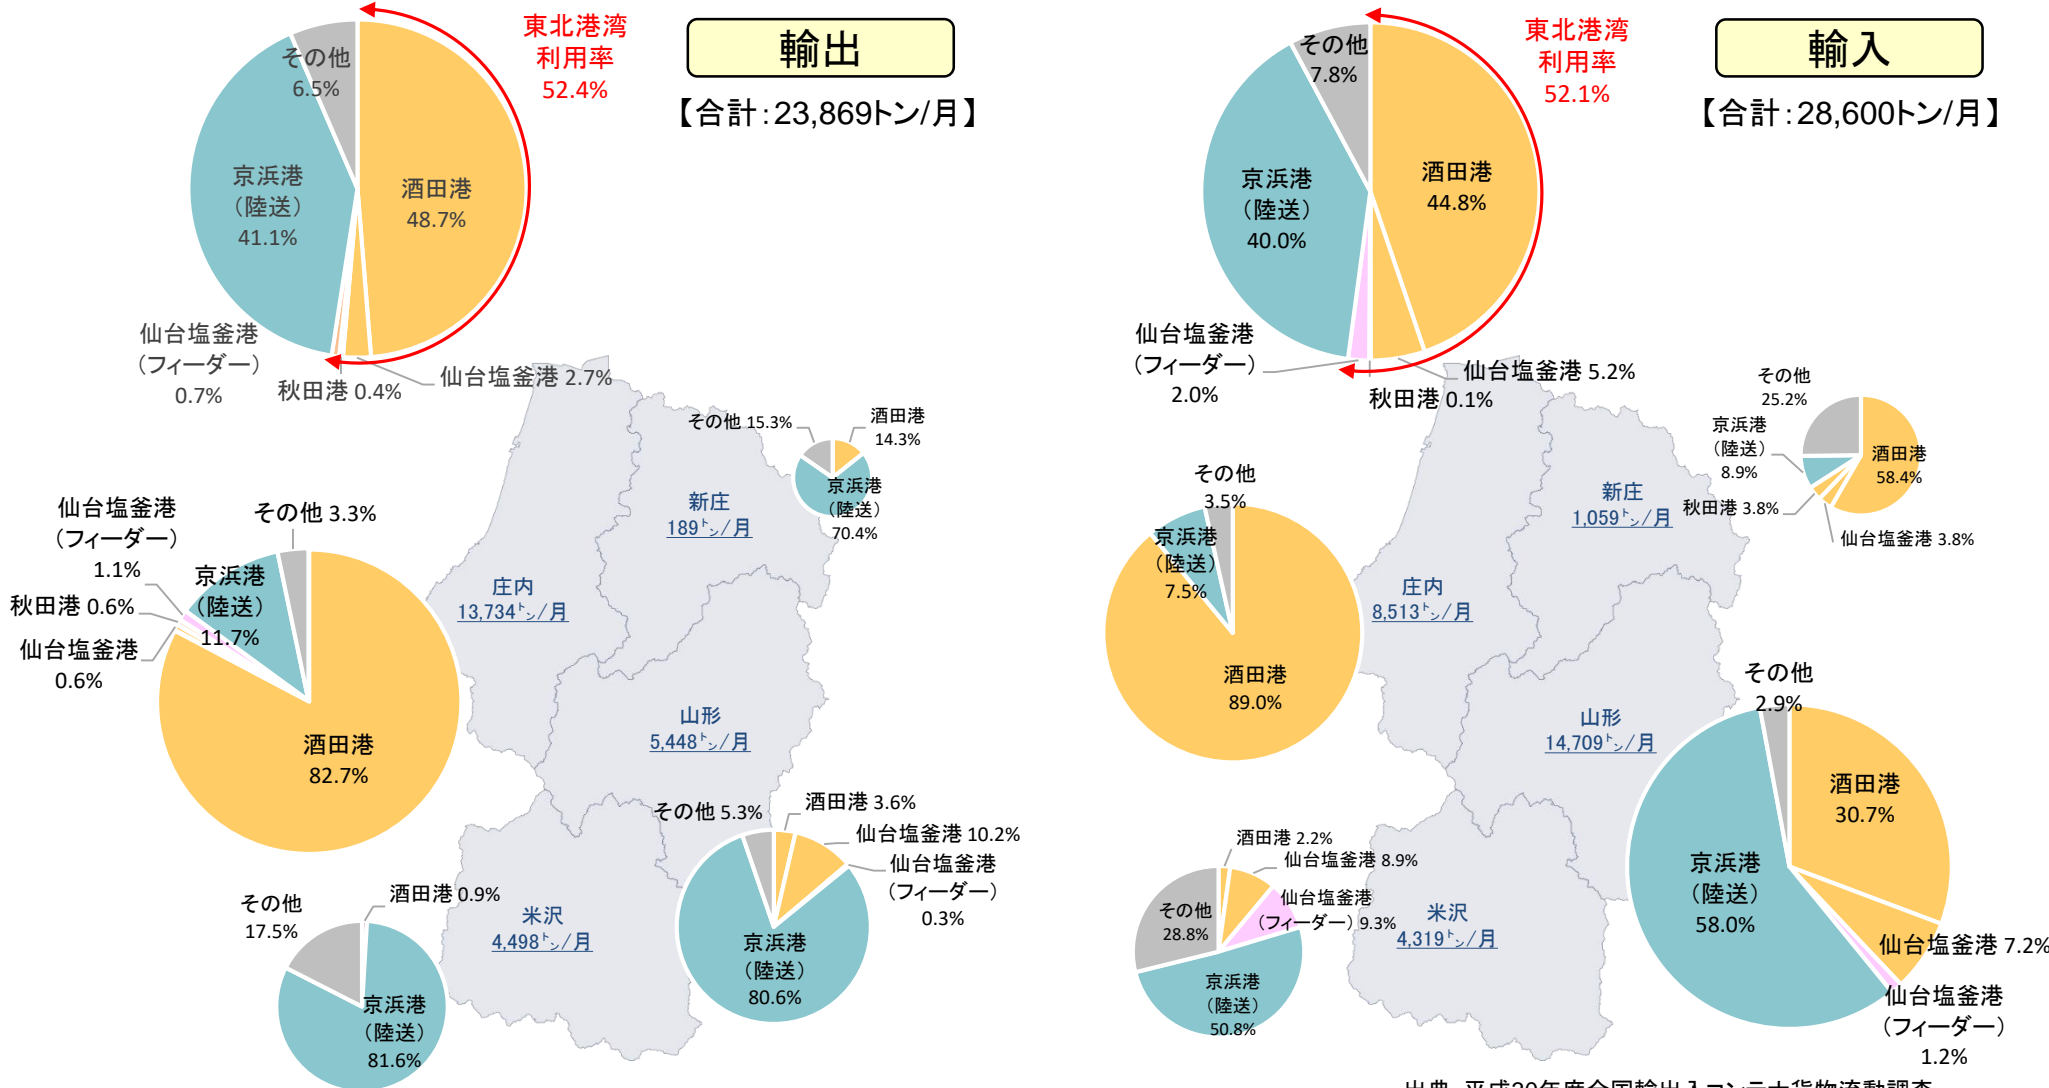 輸出
【合計：23,869トン/月】
東北港湾
利用率
52.4%
その他
6.5%
京浜港
（陸送）
41.1%
酒田港
48.7%
仙台塩釜港
（フィーダー）
0.7%
秋田港 0.4%
仙台塩釜港 2.7%
その他 15.3%
酒田港
14.3%
京浜港
（陸送）
70.4%
新庄
189トン/月
仙台塩釜港
（フィーダー）
1.1%
その他 3.3%
京浜港
（陸送）
11.7%
秋田港 0.6%
仙台塩釜港
0.6%
酒田港
82.7%
庄内
13,734トン/月
山形
5,448トン/月
その他 5.3%
酒田港 3.6%
仙台塩釜港 10.2%
仙台塩釜港
（フィーダー）
0.3%
京浜港
（陸送）
80.6%
その他
17.5%
酒田港 0.9%
京浜港
（陸送）
81.6%
米沢
4,498トン/月
輸入
【合計：28,600トン/月】
東北港湾
利用率
52.1%
その他
7.8%
京浜港
（陸送）
40.0%
酒田港
44.8%
仙台塩釜港
（フィーダー）
2.0%
仙台塩釜港 5.2%
秋田港 0.1%
その他
25.2%
京浜港
（陸送）
8.9%
酒田港
58.4%
秋田港 3.8%
仙台塩釜港 3.8%
新庄
1,059トン/月
その他
3.5%
京浜港
（陸送）
7.5%
酒田港
89.0%
庄内
8,513トン/月
山形
14,709トン/月
その他
2.9%
酒田港
30.7%
京浜港
（陸送）
58.0%
仙台塩釜港 7.2%
仙台塩釜港
（フィーダー）
1.2%
酒田港 2.2%
仙台塩釜港 8.9%
仙台塩釜港
（フィーダー） 9.3%
その他
28.8%
京浜港
（陸送）
50.8%
米沢
4,319トン/月